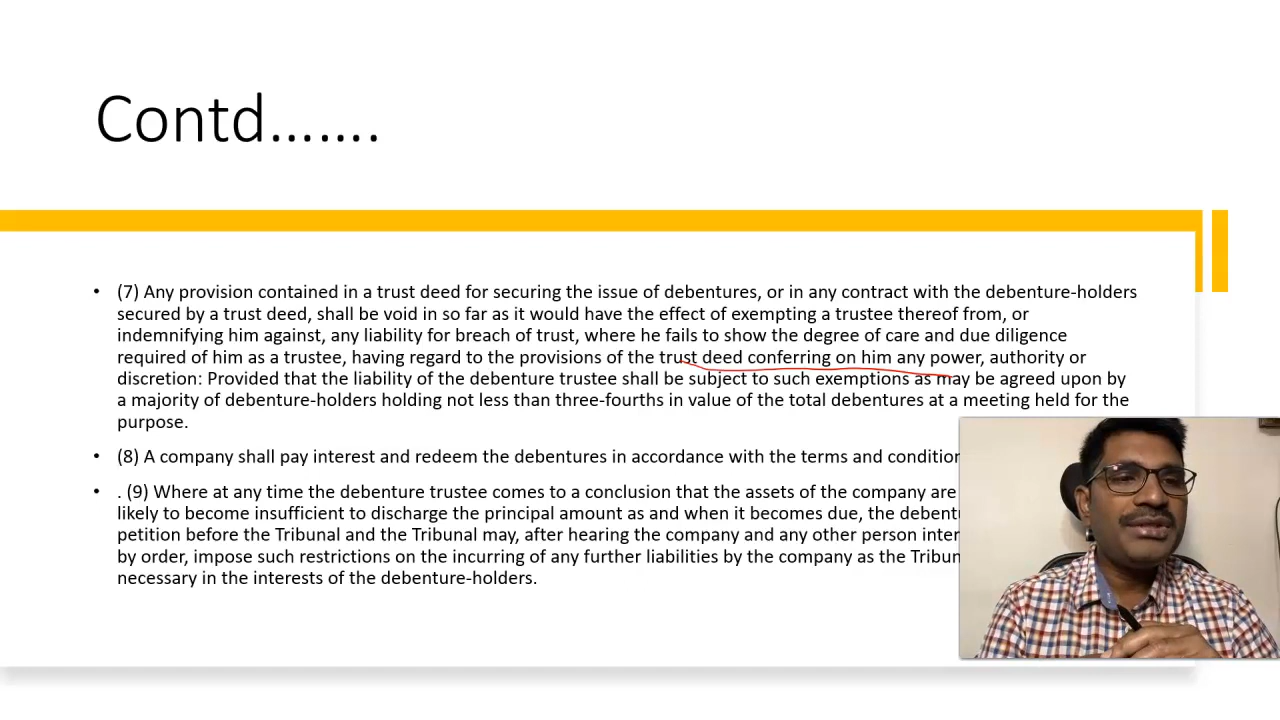 Contd…….
• (7) Any provision contained in a trust deed for securing the issue of debentures, or in any contract with the debenture-holders
secured by a trust deed, shall be void in so far as it would have the effect of exempting a trustee thereof from, or
indemnifying him against, any liability for breach of trust, where he fails to show the degree of care and due diligence
required of him as a trustee, having regard to the provisions of the trust deed conferring on him any power, authority or
discretion: Provided that the liability of the debenture trustee shall be subject to such exemptions as may be agreed upon by
a majority of debenture-holders holding not less than three-fourths in value of the total debentures at a meeting held for the
purpose.
• (8) A company shall pay interest and redeem the debentures in accordance with the terms and condition
• . (9) Where at any time the debenture trustee comes to a conclusion that the assets of the company are
likely to become insufficient to discharge the principal amount as and when it becomes due, the debent
petition before the Tribunal and the Tribunal may, after hearing the company and any other person inter
by order, impose such restrictions on the incurring of any further liabilities by the company as the Tribun
necessary in the interests of the debenture-holders.